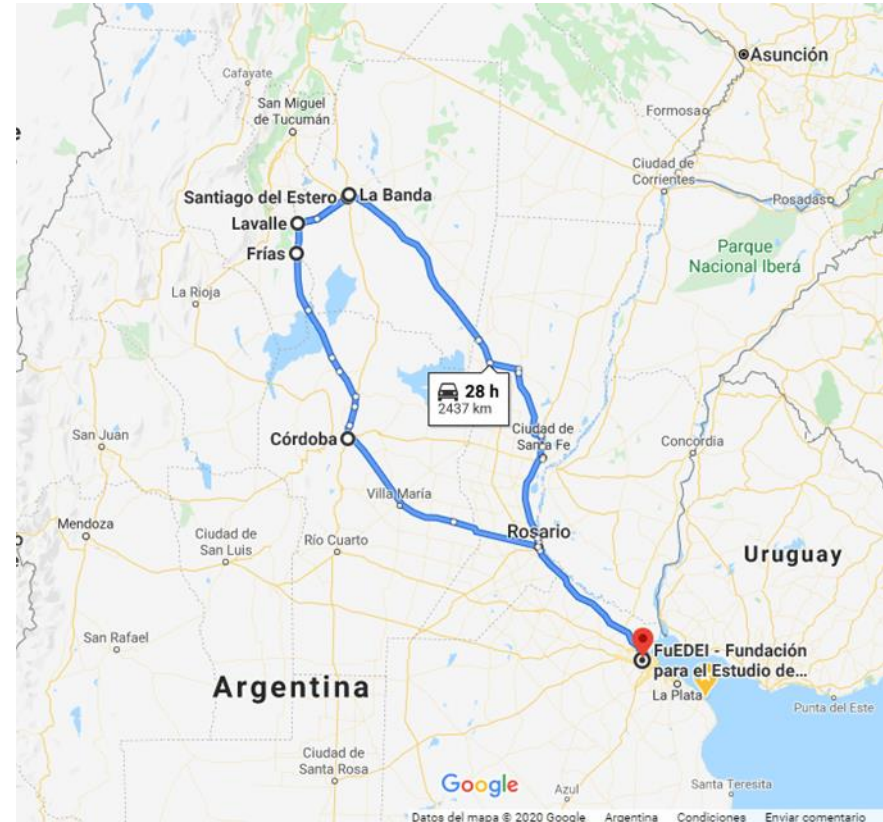 Asunción
Cafayate
San Miguel
de Tucumán
Formosa
Ciudad de
Corrientes
Santiago del Estero
La Banda
Posadas
Lavalle
Frías
Parque
Nacional Iberá
La Rioja
28 h
2437 km
Ciudad de
Santa Fe
Córdoba
San Juan
Concordia
Villa María
Mendoza
Ciudad de
San Luis
Río Cuarto
Rosario
Uruguay
San Rafael
FuEDEI - Fundación
para el Estudio de...
La Plata
Argentina
Punta del Este
Ciudad de
Santa Rosa
Google
Azul
Santa Teresita
Datos del mapa © 2020 Google Argentina Condiciones Enviar comentario